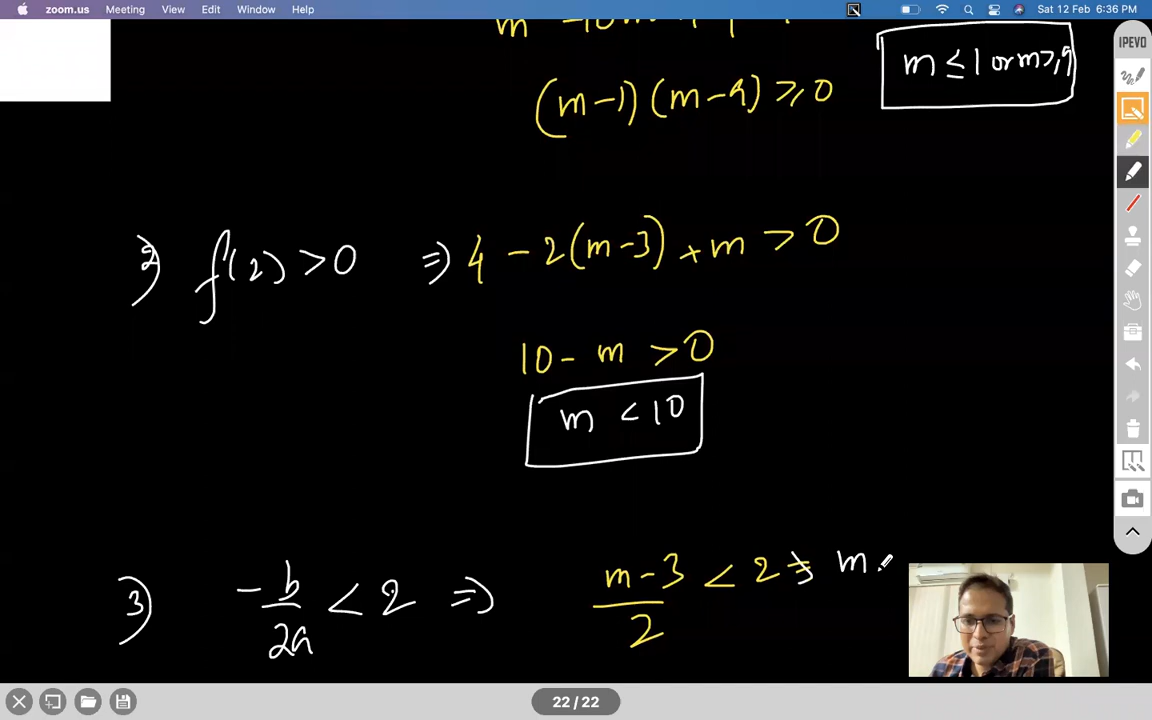 zoom.us Meeting View Edit Window Help Sat 12 Feb 6:36 PM
IPEVO
m ≤ 1 or m ≥ 9
(m-1) (m-9) ≥ 0
2) f(2) > 0 ⇒ 4 - 2(m-3) + m > 0
10 - m > 0
m < 10
3) -b/2a < 2 ⇒ m-3/2 < 2 ⇒ m
22 / 22